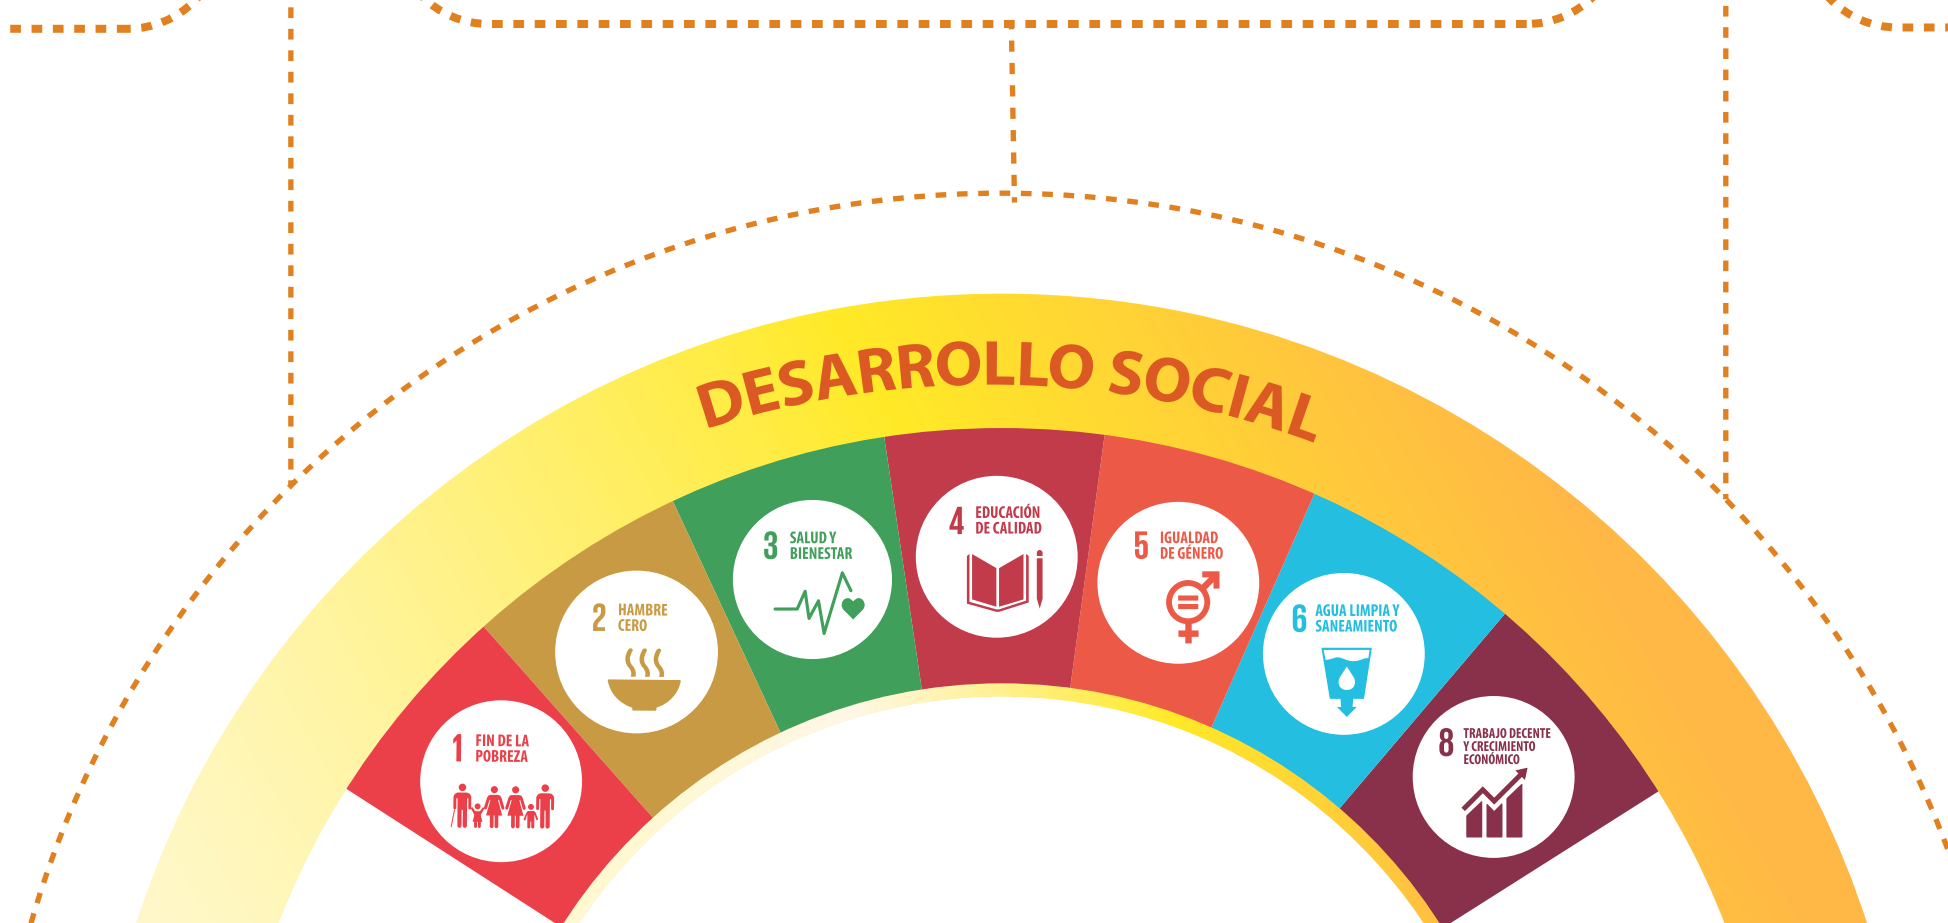 DESARROLLO SOCIAL
1 FIN DE LA
POBREZA
2 HAMBRE
CERO
3 SALUD Y
BIENESTAR
4 EDUCACIÓN
DE CALIDAD
5 IGUALDAD
DE GÉNERO
6 AGUA LIMPIA Y
SANEAMIENTO
8 TRABAJO DECENTE
Y CRECIMIENTO
ECONÓMICO